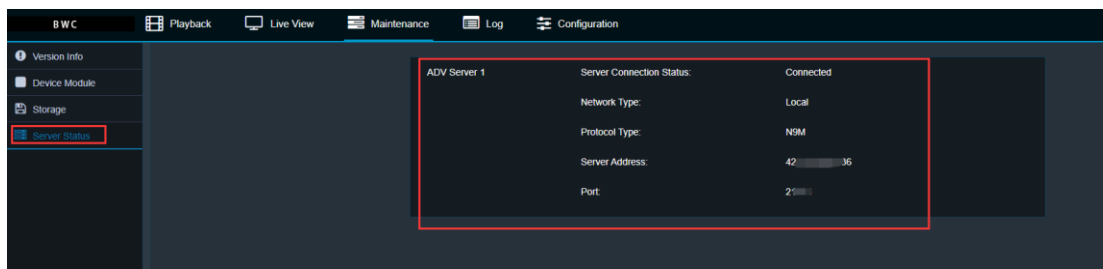 BWC
Playback
Live View
Maintenance
Log
Configuration
Version Info
Device Module
Storage
Server Status
ADV Server 1
Server Connection Status: Connected
Network Type: Local
Protocol Type: N9M
Server Address: 42
Port: